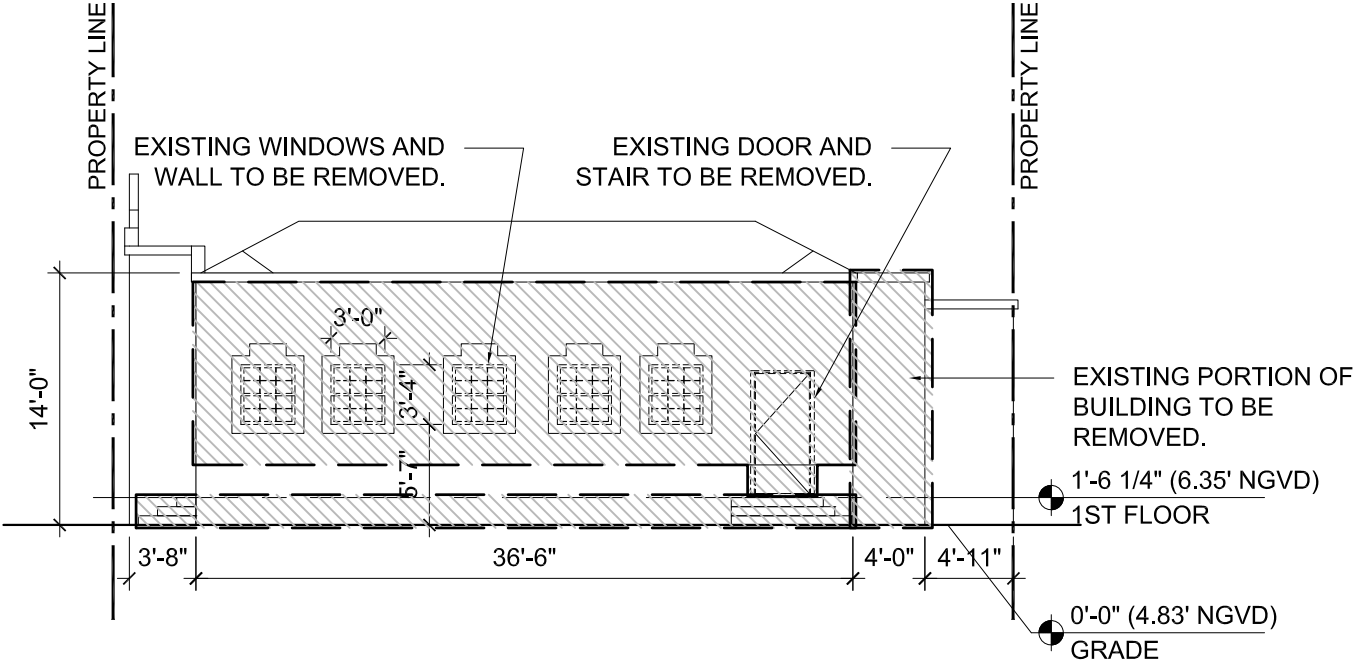 PROPERTY LINE
PROPERTY LINE
EXISTING WINDOWS AND
WALL TO BE REMOVED.
EXISTING DOOR AND
STAIR TO BE REMOVED.
3'-0"
3'-4"
14'-0"
5'-7"
EXISTING PORTION OF
BUILDING TO BE
REMOVED.
1'-6 1/4" (6.35' NGVD)
1ST FLOOR
3'-8"
36'-6"
4'-0"
4'-11"
0'-0" (4.83' NGVD)
GRADE